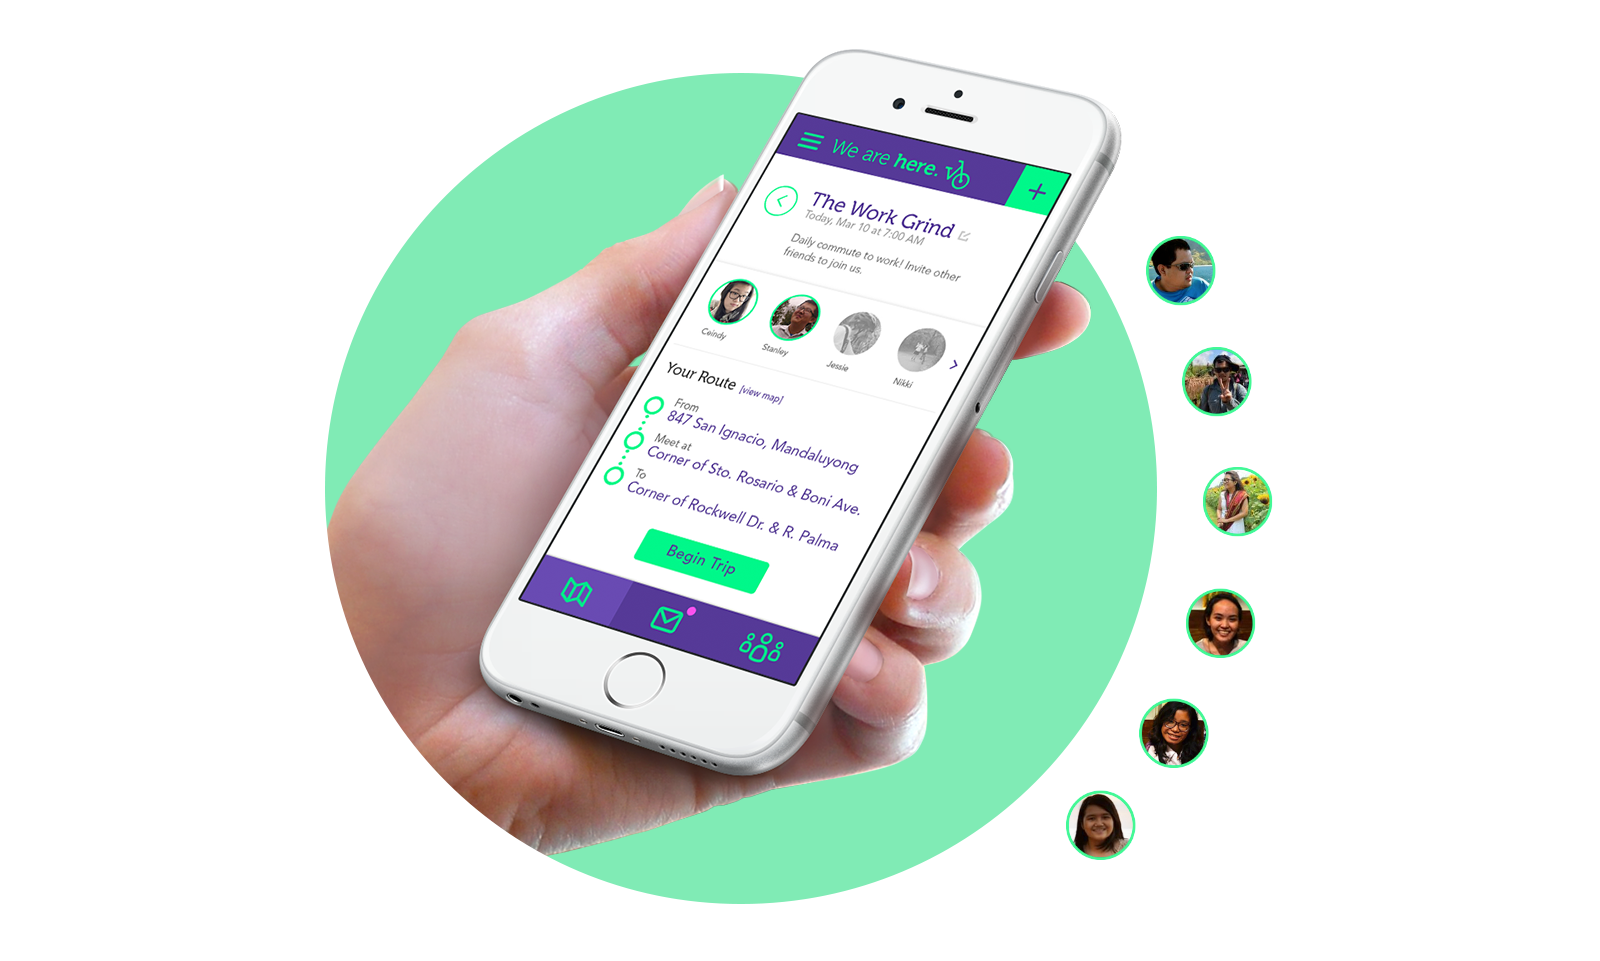 We are here.
+
The Work Grind
Today, Mar 10 at 7:00 AM
Daily commute to work! Invite other
friends to join us.
Ceindy
Stanley
Jessie
Nikki
Your Route [view map]
From
847 San Ignacio, Mandaluyong
Meet at
Corner of Sto. Rosario & Boni Ave.
To
Corner of Rockwell Dr. & R. Palma
Begin Trip